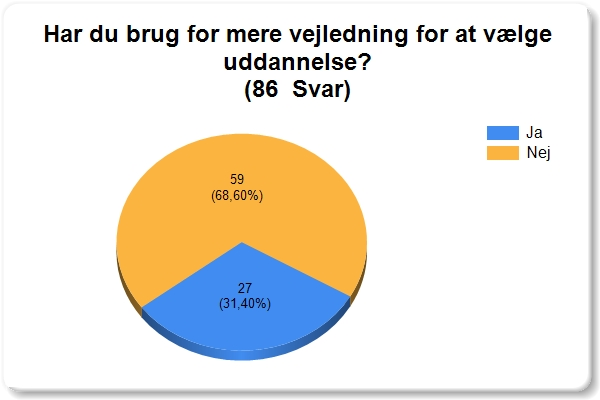 Har du brug for mere vejledning for at vælge
uddannelse?
(86  Svar)
Ja
Nej
59
(68,60%)
27
(31,40%)